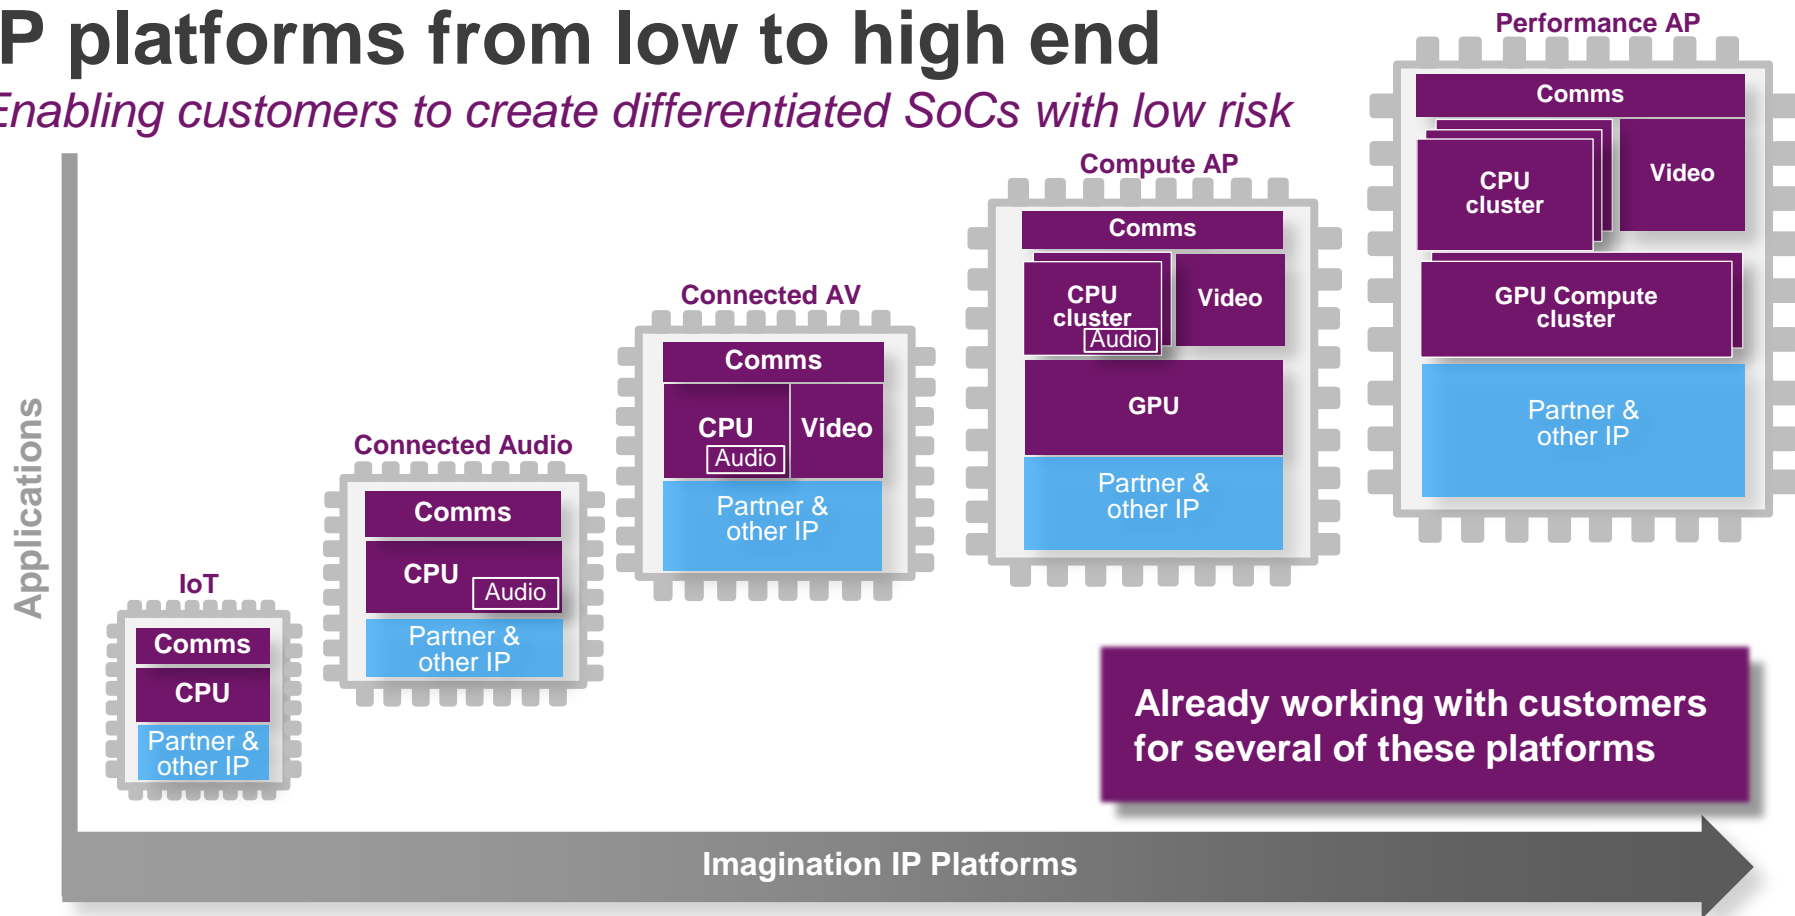 P platforms from low to high end
Enabling customers to create differentiated SoCs with low risk
Applications
IoT
Comms
CPU
Partner &
other IP
Connected Audio
Comms
CPU
Audio
Partner &
other IP
Connected AV
Comms
CPU
Audio
Video
Partner &
other IP
Compute AP
Comms
CPU
cluster
Audio
Video
GPU
Partner &
other IP
Performance AP
Comms
CPU
cluster
Video
GPU Compute
cluster
Partner &
other IP
Already working with customers
for several of these platforms
Imagination IP Platforms